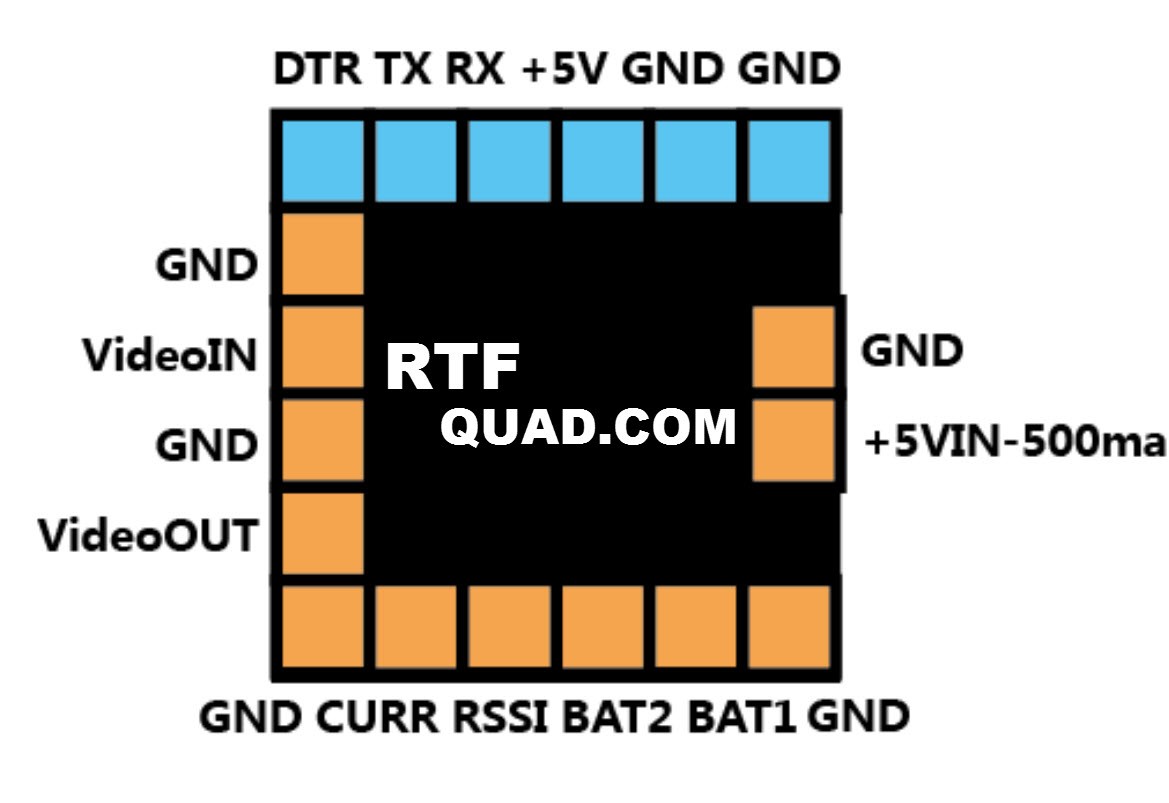 DTR TX RX +5V GND GND
GND
VideoIN
GND
VideoOUT
RTF
QUAD.COM
GND
+5VIN-500ma
GND CURR RSSI BAT2 BAT1 GND